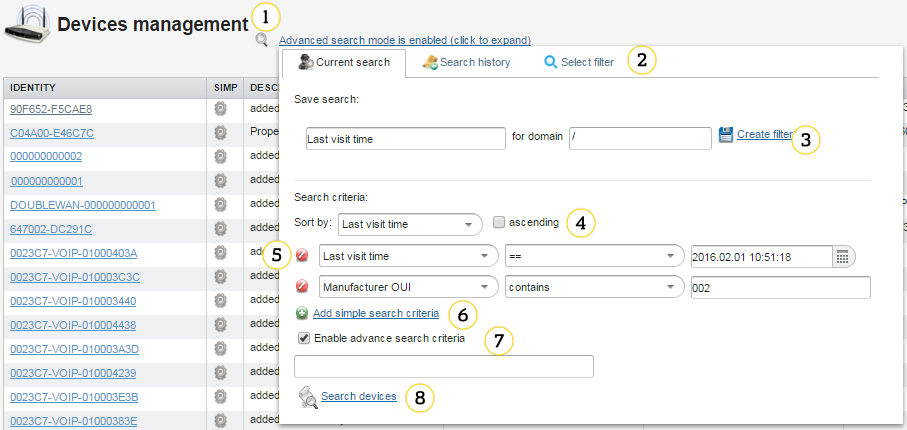 Devices management 1
Advanced search mode is enabled (click to expand)
Current search Search history Select filter 2
Save search:
Last visit time for domain / Create filter 3
Search criteria:
Sort by: Last visit time ascending 4
5 Last visit time == 2016.02.01 10:51:18
Manufacturer OUI contains 002
Add simple search criteria 6
Enable advance search criteria 7
Search devices 8
IDENTITY SIMP DESC
90F652-F5CAE8 added
C04A00-E46C7C Prope
000000000002 added
000000000001 added
DOUBLEWAN-000000000001 added
647002-DC291C added
0023C7-VOIP-01000403A added
0023C7-VOIP-010003C3C added
0023C7-VOIP-010003440 added
0023C7-VOIP-010004438 added
0023C7-VOIP-010003A3D added
0023C7-VOIP-010004239 added
0023C7-VOIP-010003E3B added
0023C7-VOIP-01000383E added